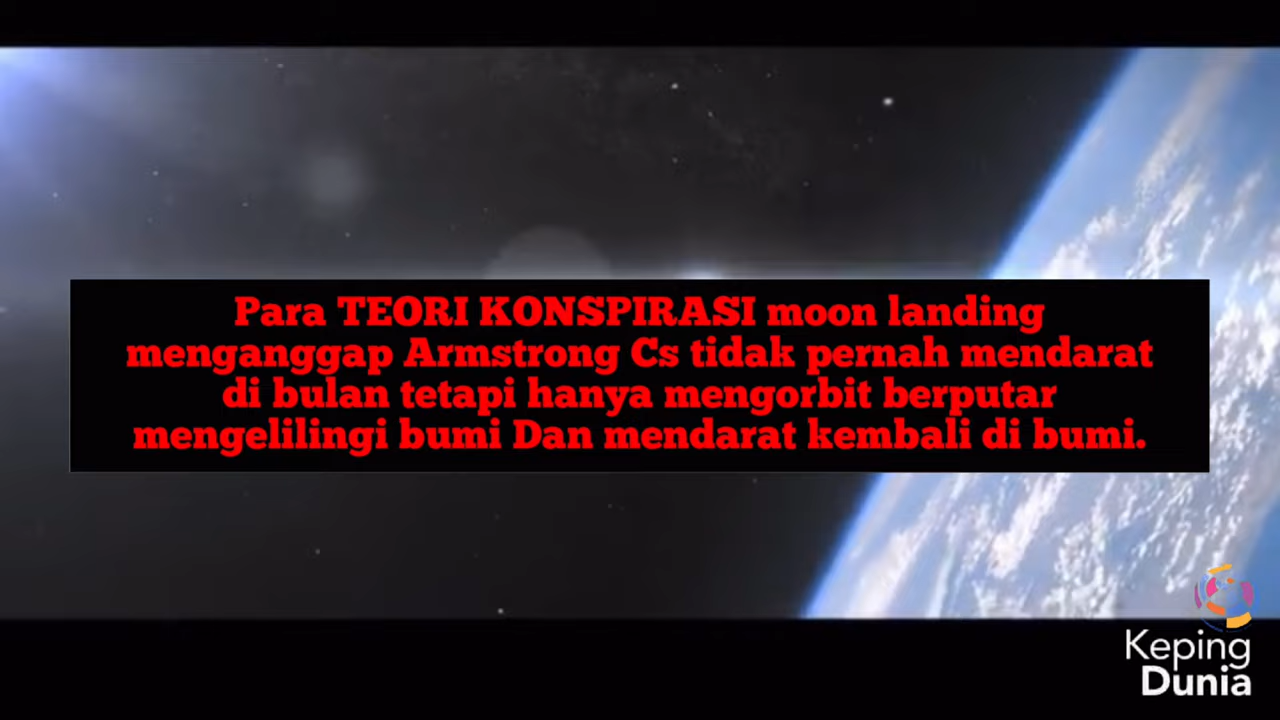 Para TEORI KONSPIRASI moon landing
menganggap Armstrong Cs tidak pernah mendarat
di bulan tetapi hanya mengorbit berputar
mengelilingi bumi Dan mendarat kembali di bumi.
Keping
Dunia